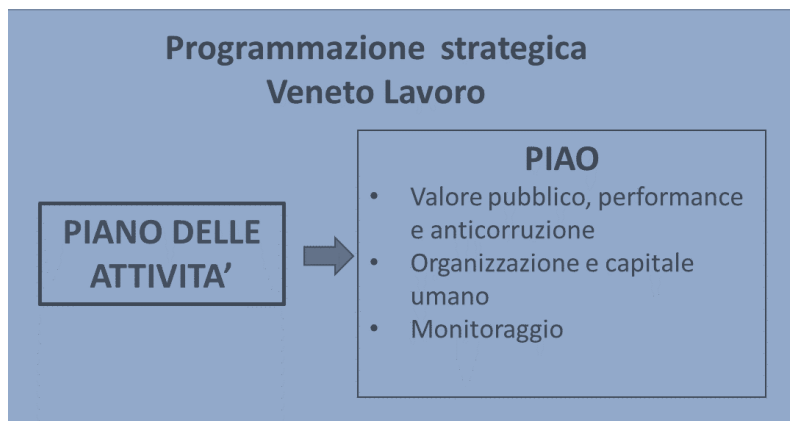 Programmazione  strategica
Veneto Lavoro
PIANO DELLE
ATTIVITA’
PIAO
• Valore pubblico, performance
e anticorruzione
• Organizzazione e capitale
umano
• Monitoraggio